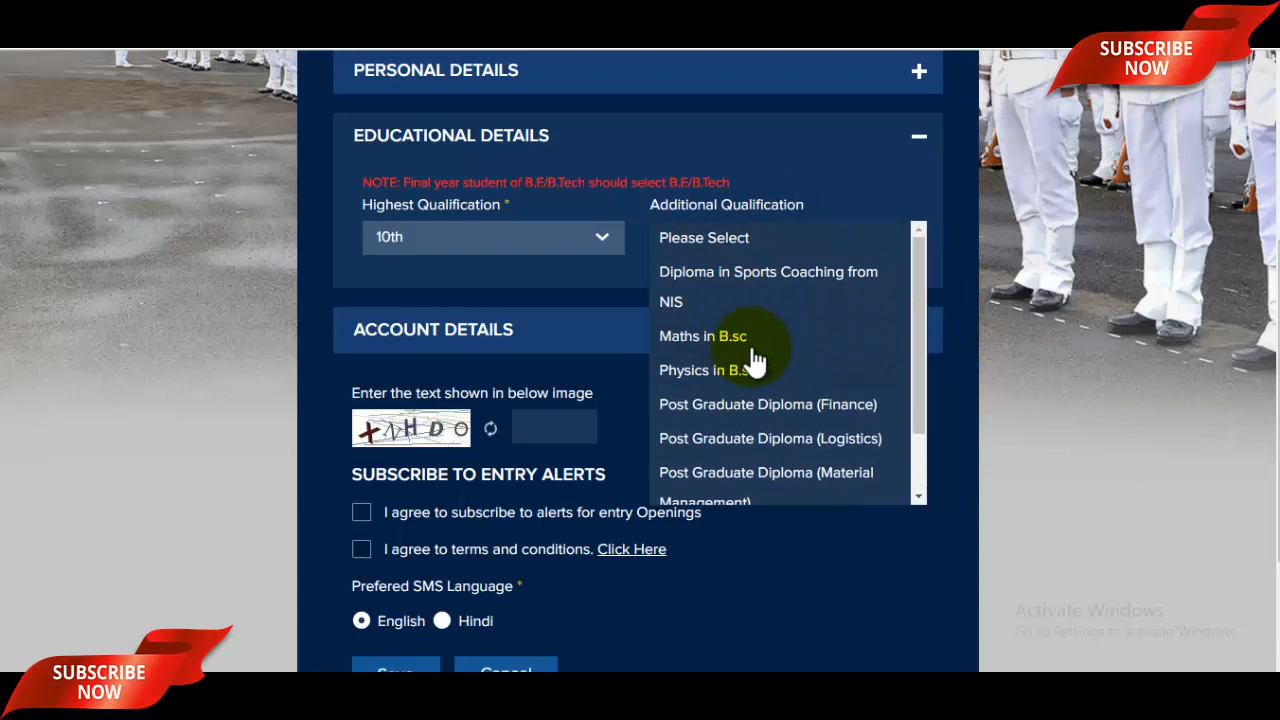 SUBSCRIBE
NOW
PERSONAL DETAILS
EDUCATIONAL DETAILS
NOTE: Final year student of B.E/B.Tech should select B.E/B.Tech
Highest Qualification *
10th
Additional Qualification
Please Select
Diploma in Sports Coaching from
NIS
Maths in B.sc
Physics in
Post Graduate Diploma (Finance)
Post Graduate Diploma (Logistics)
Post Graduate Diploma (Material
Management)
ACCOUNT DETAILS
Enter the text shown in below image
HDO
SUBSCRIBE TO ENTRY ALERTS
I agree to subscribe to alerts for entry Openings
I agree to terms and conditions. Click Here
Prefered SMS Language *
English Hindi
Save Cancel
Activate Windows
Go to Settings to activate Windows.
SUBSCRIBE
NOW